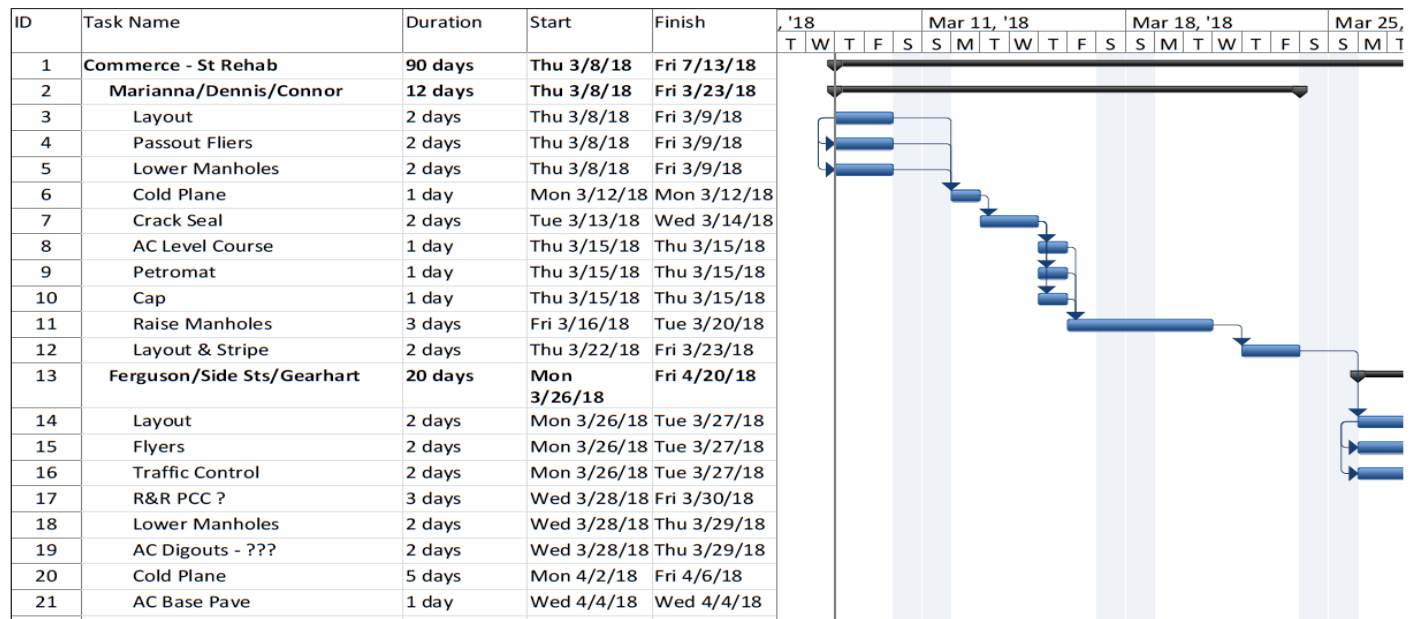 ID Task Name Duration Start Finish , '18 Mar 11, '18 Mar 18, '18 Mar 25,
T W T F S S M T W T F S S M T W T F S S M T
1 Commerce - St Rehab 90 days Thu 3/8/18 Fri 7/13/18
2 Marianna/Dennis/Connor 12 days Thu 3/8/18 Fri 3/23/18
3 Layout 2 days Thu 3/8/18 Fri 3/9/18
4 Passout Fliers 2 days Thu 3/8/18 Fri 3/9/18
5 Lower Manholes 2 days Thu 3/8/18 Fri 3/9/18
6 Cold Plane 1 day Mon 3/12/18 Mon 3/12/18
7 Crack Seal 2 days Tue 3/13/18 Wed 3/14/18
8 AC Level Course 1 day Thu 3/15/18 Thu 3/15/18
9 Petromat 1 day Thu 3/15/18 Thu 3/15/18
10 Cap 1 day Thu 3/15/18 Thu 3/15/18
11 Raise Manholes 3 days Fri 3/16/18 Tue 3/20/18
12 Layout & Stripe 2 days Thu 3/22/18 Fri 3/23/18
13 Ferguson/Side Sts/Gearhart 20 days Mon Fri 4/20/18
3/26/18
14 Layout 2 days Mon 3/26/18 Tue 3/27/18
15 Flyers 2 days Mon 3/26/18 Tue 3/27/18
16 Traffic Control 2 days Mon 3/26/18 Tue 3/27/18
17 R&R PCC ? 3 days Wed 3/28/18 Fri 3/30/18
18 Lower Manholes 2 days Wed 3/28/18 Thu 3/29/18
19 AC Digouts - ??? 2 days Wed 3/28/18 Thu 3/29/18
20 Cold Plane 5 days Mon 4/2/18 Fri 4/6/18
21 AC Base Pave 1 day Wed 4/4/18 Wed 4/4/18